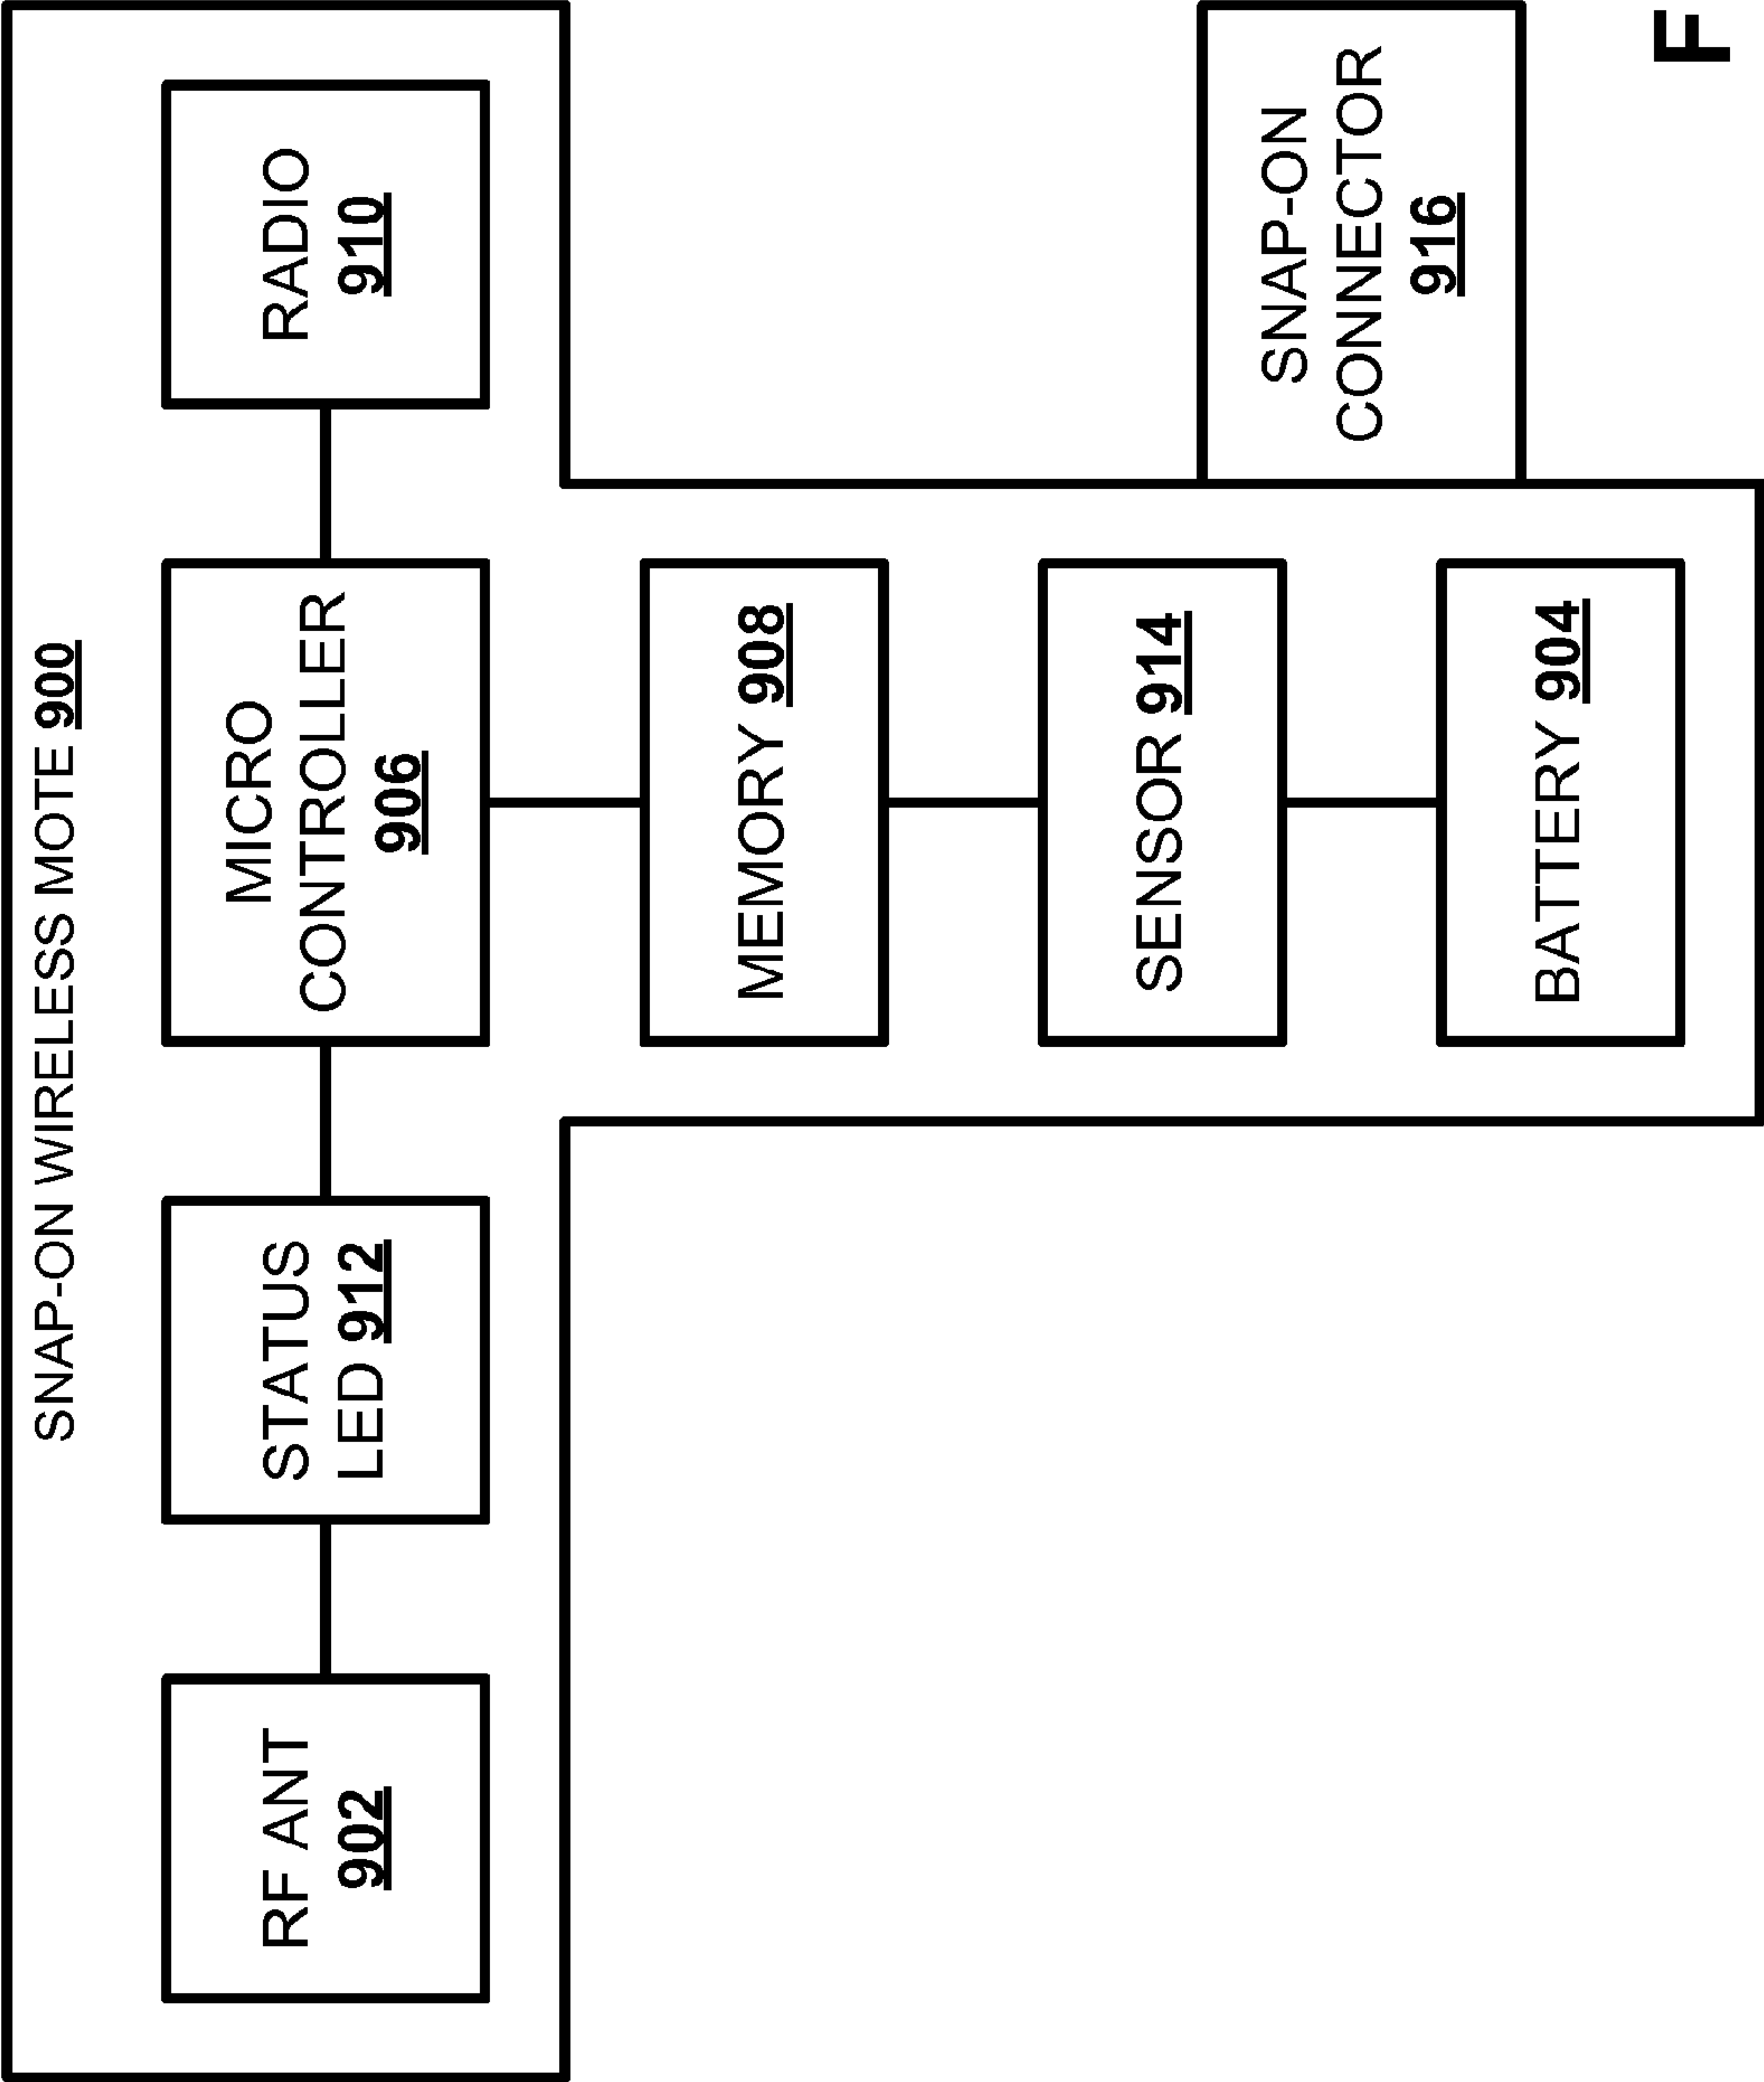 SNAP-ON WIRELESS MOTE 900
RF ANT
902
STATUS
LED 912
MICRO
CONTROLLER
906
RADIO
910
MEMORY 908
SENSOR 914
BATTERY 904
SNAP-ON
CONNECTOR
916
F